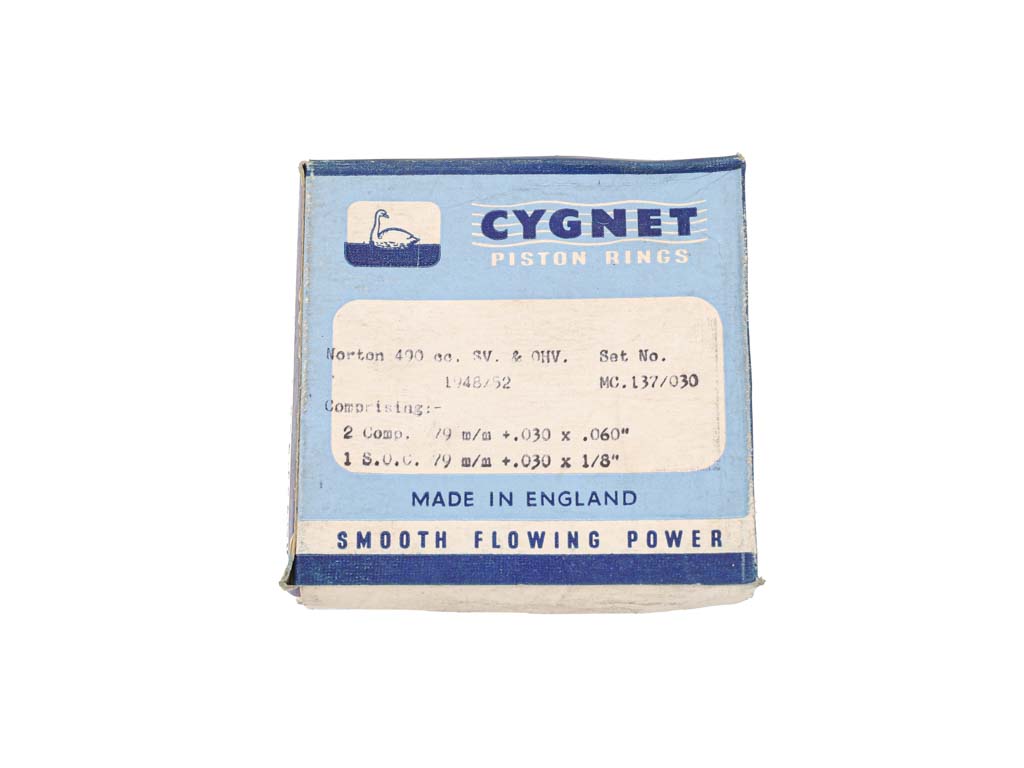 CYGNET
PISTON RINGS
Norton 490 cc. SV. & OHV. Set No.
1948/52 MC.137/030
Comprising:-
2 Comp. 79 m/m +.030 x .060"
1 S.O.C. 79 m/m +.030 x 1/8"
MADE IN ENGLAND
SMOOTH FLOWING POWER